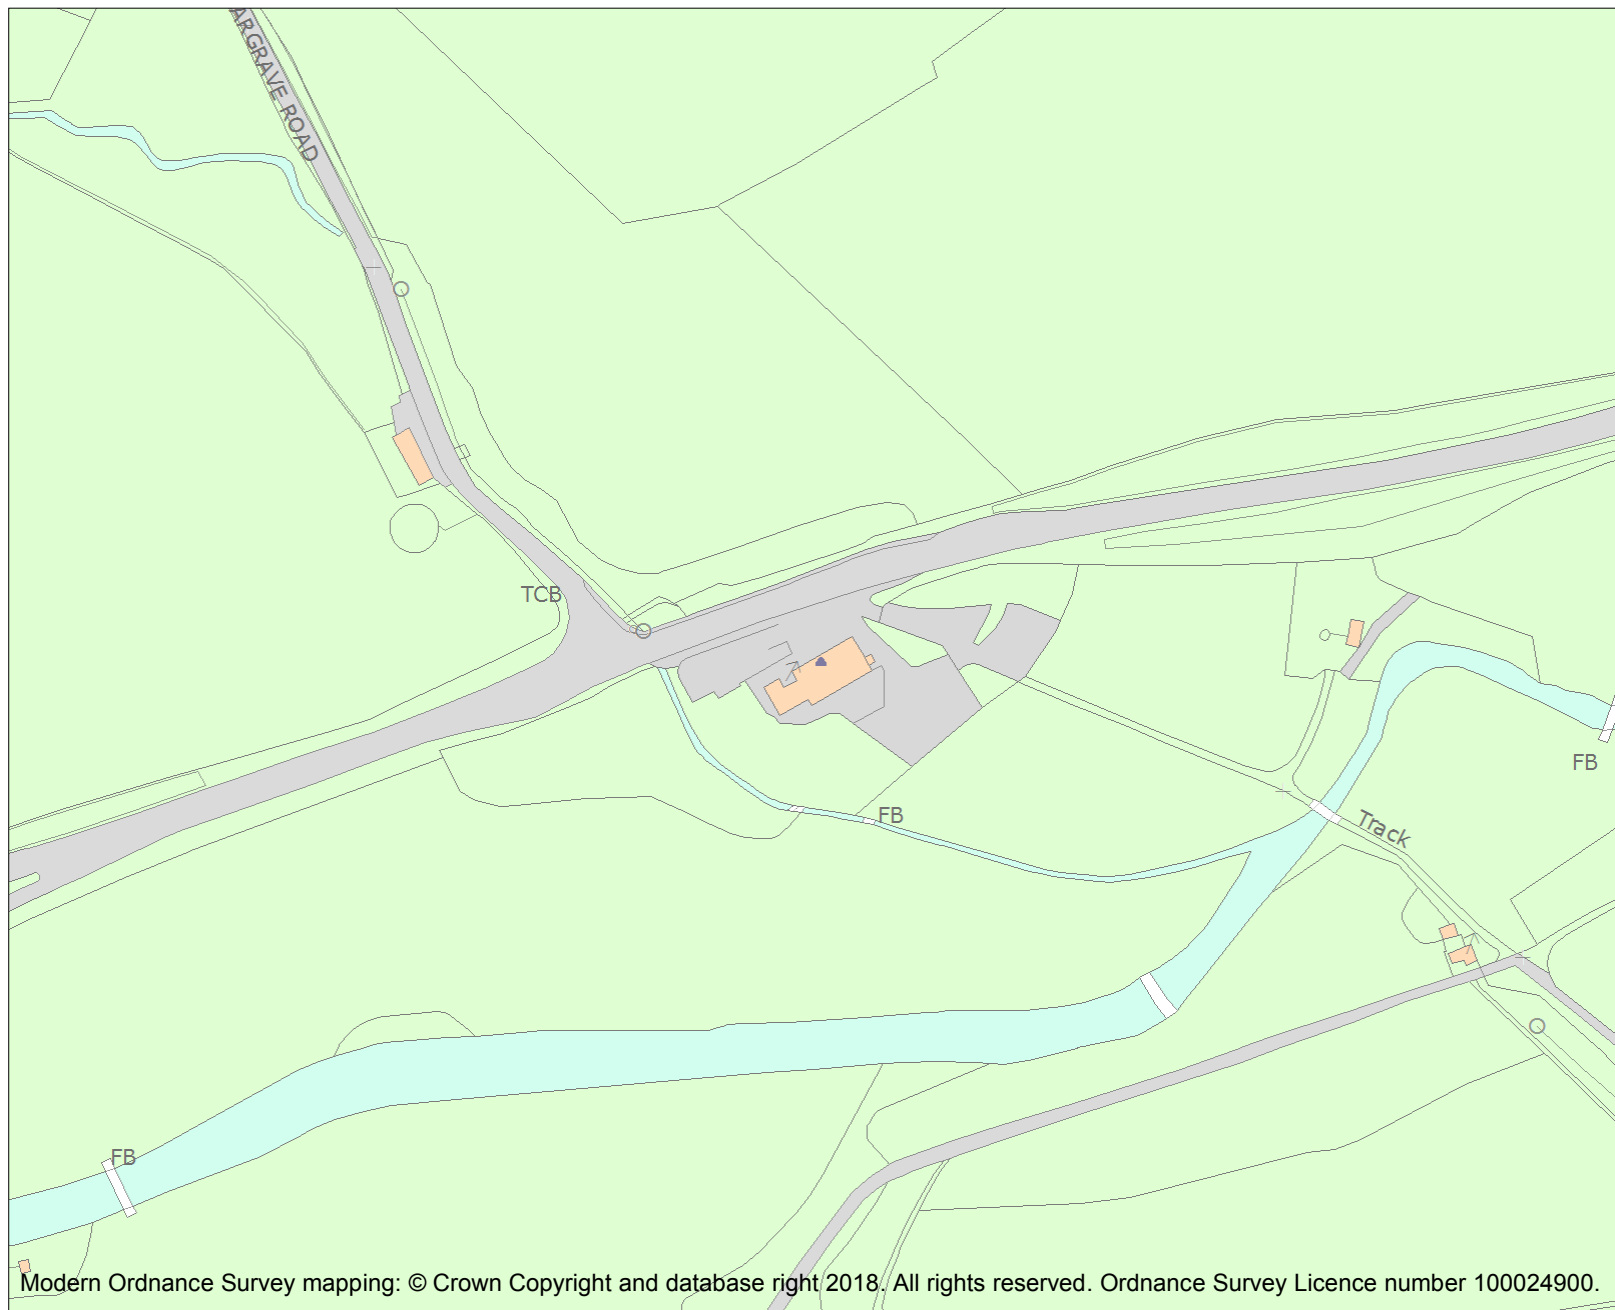 ARGRAVE ROAD
TCB
FB
FB
Track
FB
Modern Ordnance Survey mapping: © Crown Copyright and database right 2018. All rights reserved. Ordnance Survey Licence number 100024900.